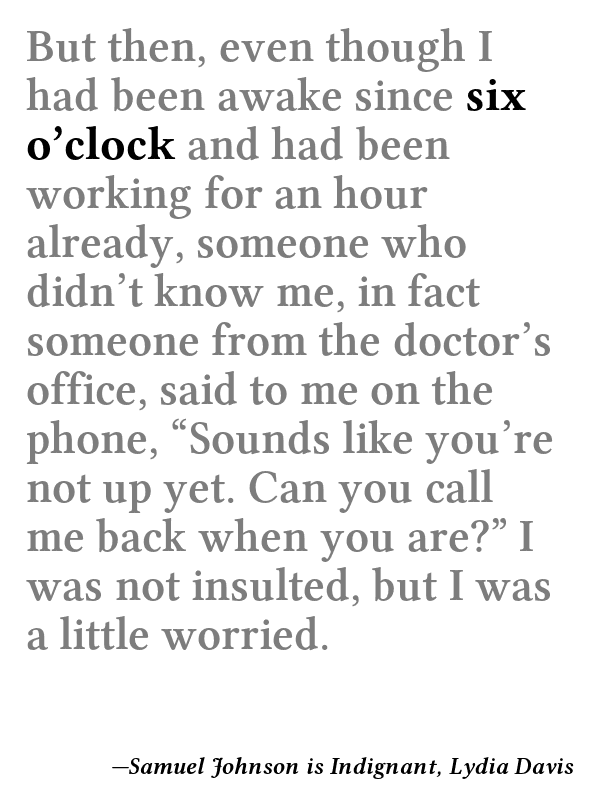 But then, even though I
had been awake since six
o’clock and had been
working for an hour
already, someone who
didn’t know me, in fact
someone from the doctor’s
office, said to me on the
phone, “Sounds like you’re
not up yet. Can you call
me back when you are?” I
was not insulted, but I was
a little worried.
—Samuel Johnson is Indignant, Lydia Davis